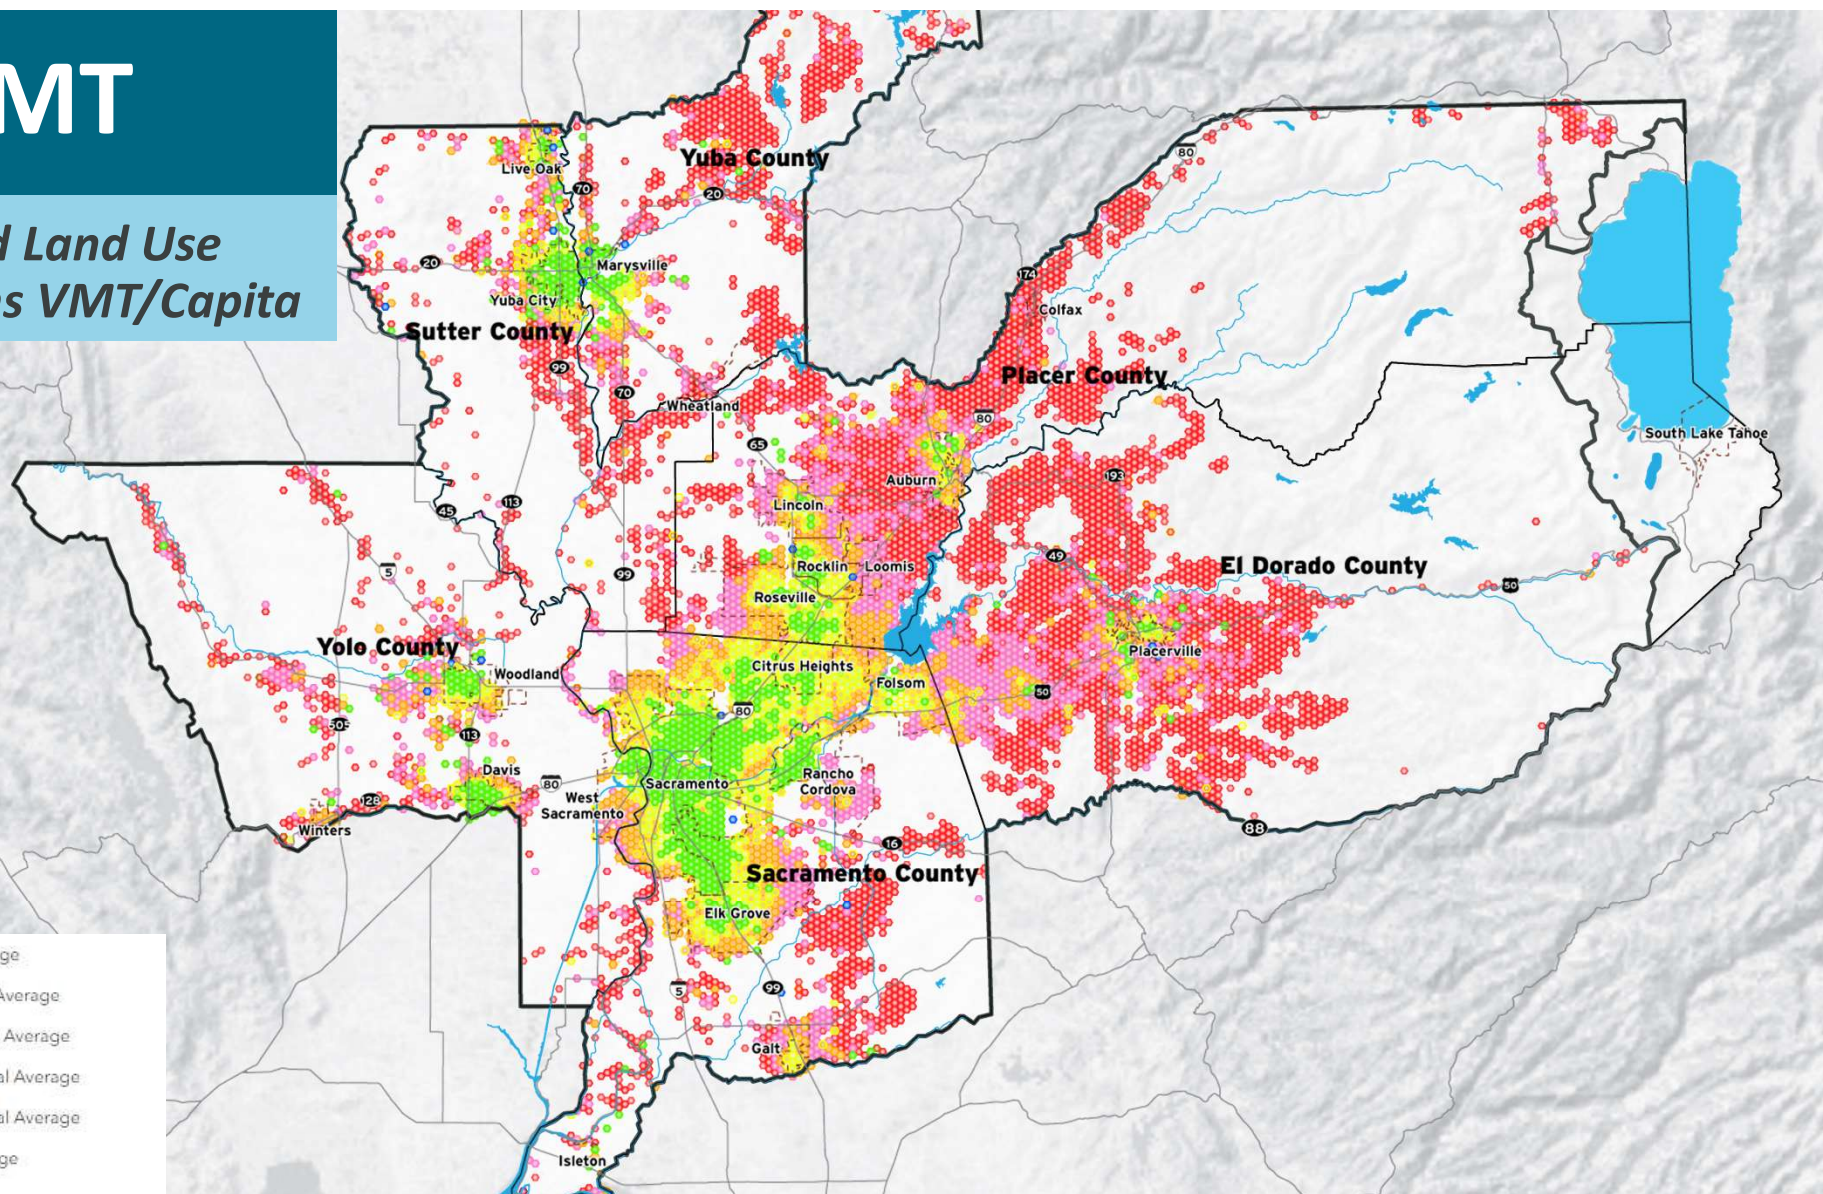 MT
d Land Use
s VMT/Capita
Yuba County
Live Oak
70
20
80
20
Marysville
Yuba City
Sutter County
174
Colfax
99
70
Placer County
Wheatland
80
65
South Lake Tahoe
Auburn
193
45
113
Lincoln
49
El Dorado County
5
99
Rocklin
Loomis
50
Roseville
Yolo County
Placerville
Woodland
Citrus Heights
Folsom
50
505
113
80
Davis
80
Sacramento
Rancho
Cordova
West
Sacramento
128
Winters
88
16
Sacramento County
Elk Grove
ge
Average
5
99
Average
Galt
al Average
al Average
ge
Isleton